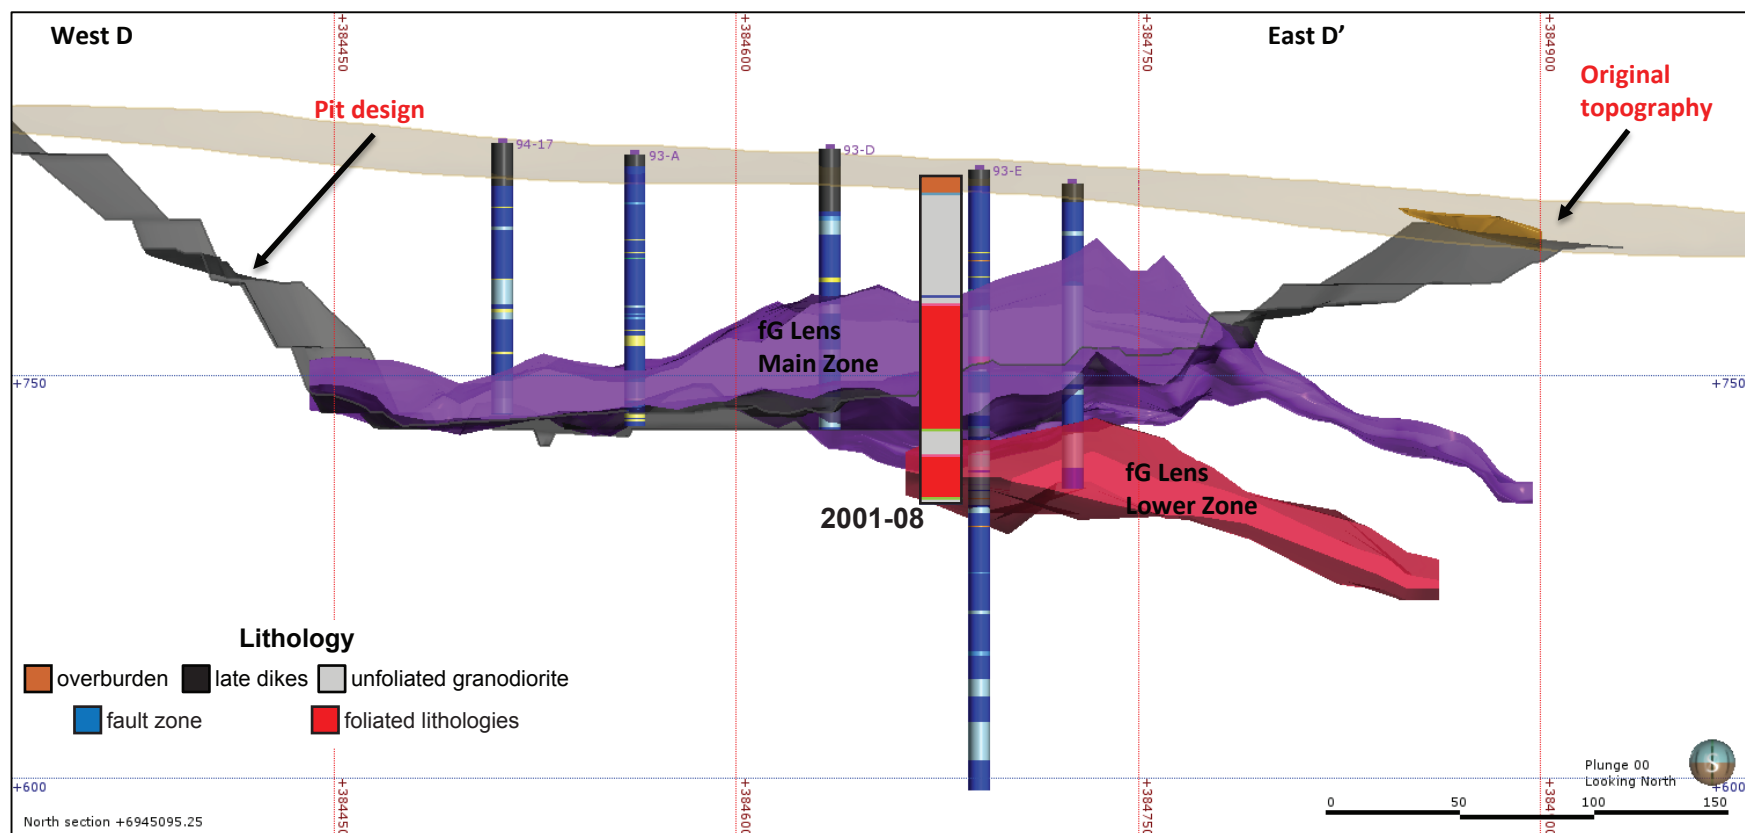 West D
East D’
+384450
+384600
+384750
+384900
Pit design
Original
topography
94-17
93-A
93-D
93-E
fG Lens
Main Zone
+750
+750
fG Lens
Lower Zone
2001-08
Lithology
overburden
late dikes
unfoliated granodiorite
fault zone
foliated lithologies
Plunge 00
Looking North
S
+600
+600
0
50
100
150
+384450
+384600
+384750
+384900
North section +6945095.25